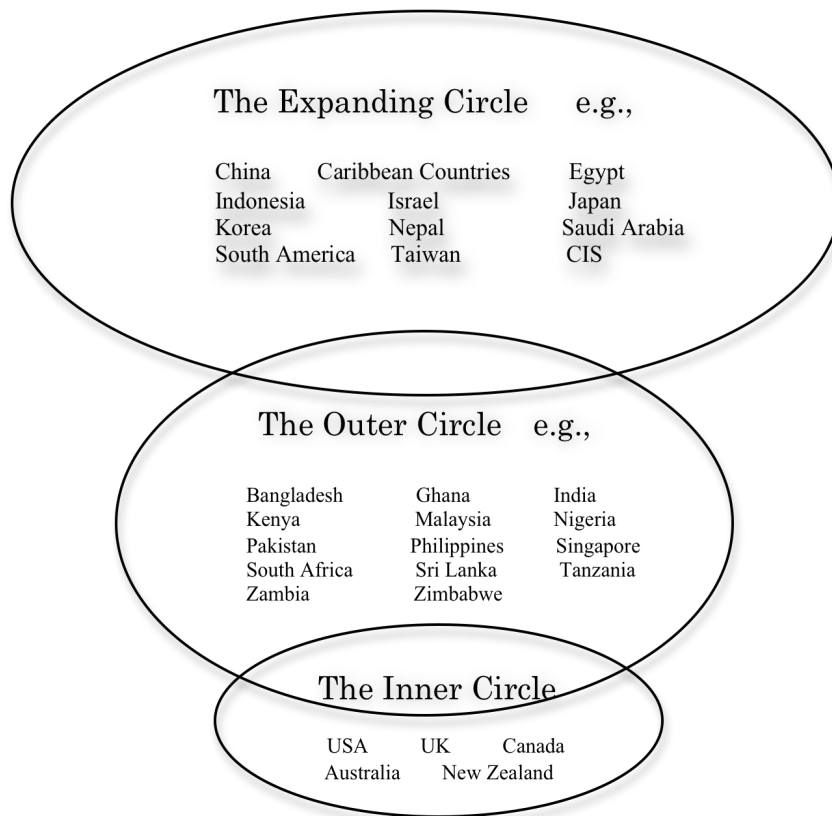 The Expanding Circle e.g.,
China Caribbean Countries Egypt
Indonesia Israel Japan
Korea Nepal Saudi Arabia
South America Taiwan CIS
The Outer Circle e.g.,
Bangladesh Ghana India
Kenya Malaysia Nigeria
Pakistan Philippines Singapore
South Africa Sri Lanka Tanzania
Zambia Zimbabwe
The Inner Circle
USA UK Canada
Australia New Zealand